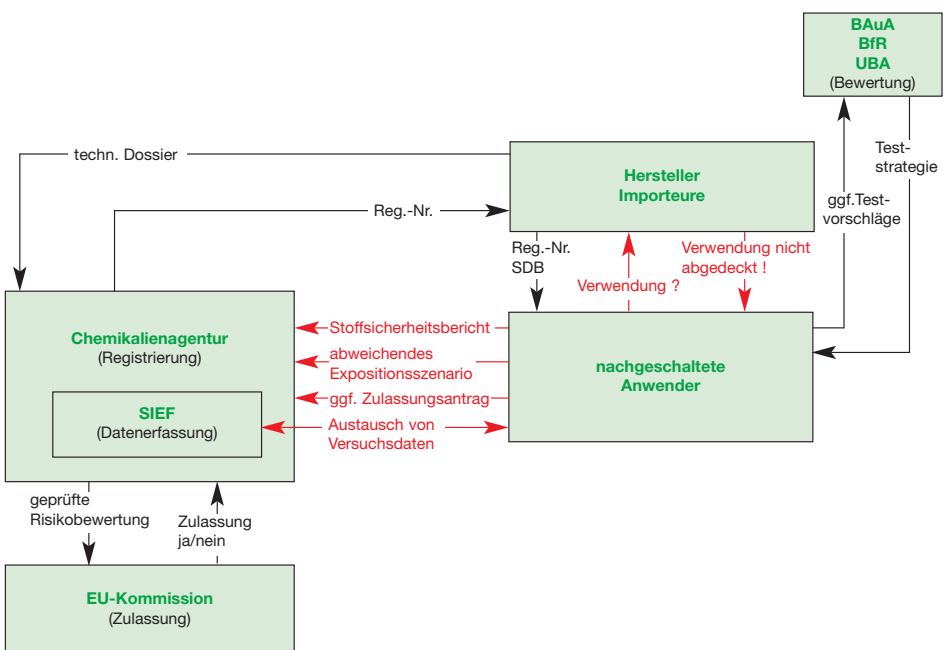 BAuA
BfR
UBA
(Bewertung)
techn. Dossier
Hersteller
Importeure
Test-
strategie
ggf.Test-
vorschläge
Reg.-Nr.
Reg.-Nr.
SDB
Verwendung ?
Verwendung nicht
abgedeckt !
Chemikalienagentur
(Registrierung)
Stoffsicherheitsbericht
abweichendes
Expositionsszenario
ggf. Zulassungsantrag
Austausch von
Versuchsdaten
nachgeschaltete
Anwender
SIEF
(Datenerfassung)
geprüfte
Risikobewertung
Zulassung
ja/nein
EU-Kommission
(Zulassung)